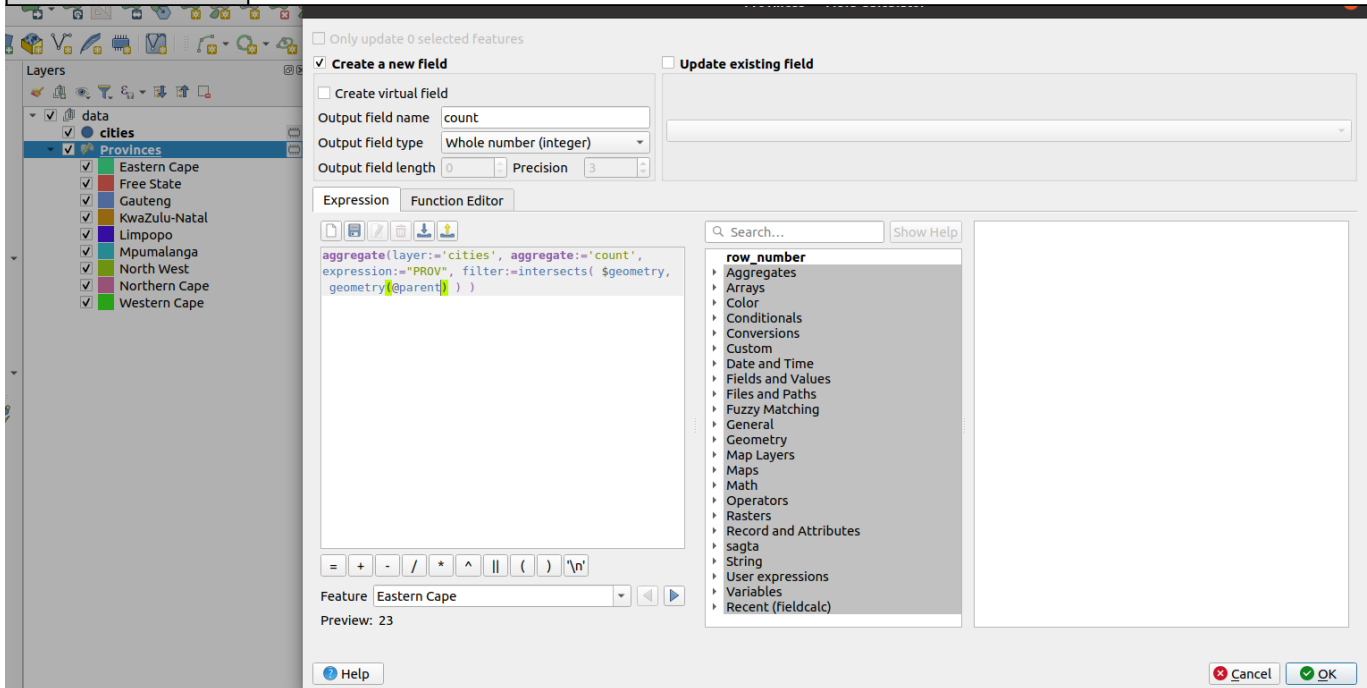 Only update 0 selected features
Create a new field
Update existing field
Create virtual field
Output field name count
Output field type Whole number (integer)
Output field length 0 Precision 3
Layers
data
cities
Provinces
Eastern Cape
Free State
Gauteng
KwaZulu-Natal
Limpopo
Mpumalanga
North West
Northern Cape
Western Cape
Expression Function Editor
aggregate(layer:='cities', aggregate:='count',
expression:="PROV", filter:=intersects( $geometry,
geometry(@parent) ) )
= + - / * ^ || ( ) '\n'
Feature Eastern Cape
Preview: 23
Search... Show Help
row_number
Aggregates
Arrays
Color
Conditionals
Conversions
Custom
Date and Time
Fields and Values
Files and Paths
Fuzzy Matching
General
Geometry
Map Layers
Maps
Math
Operators
Rasters
Record and Attributes
sagta
String
User expressions
Variables
Recent (fieldcalc)
Help
Cancel OK